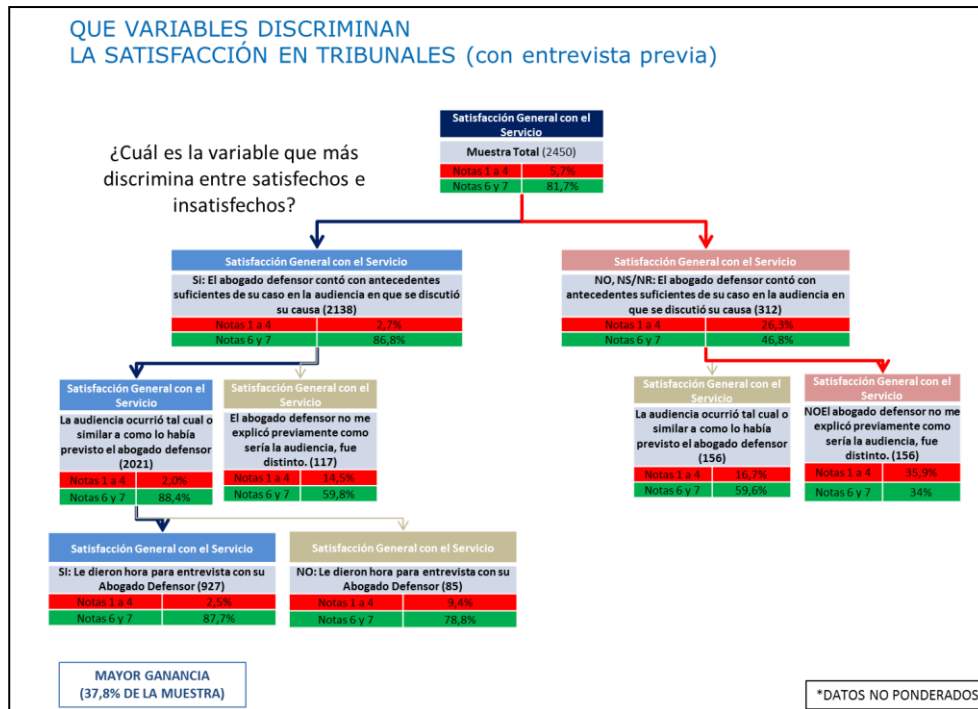 QUE VARIABLES DISCRIMINAN
LA SATISFACCIÓN EN TRIBUNALES (con entrevista previa)
¿Cuál es la variable que más
discrimina entre satisfechos e
insatisfechos?
Satisfacción General con el
Servicio
Muestra Total (2450)
Notas 1 a 4 5,7%
Notas 6 y 7 81,7%
Satisfacción General con el Servicio
Si: El abogado defensor contó con antecedentes
suficientes de su caso en la audiencia en que se discutió
su causa (2138)
Notas 1 a 4 2,7%
Notas 6 y 7 86,8%
Satisfacción General con el Servicio
NO, NS/NR: El abogado defensor contó con
antecedentes suficientes de su caso en la audiencia en
que se discutió su causa (312)
Notas 1 a 4 26,3%
Notas 6 y 7 46,8%
Satisfacción General con el
Servicio
La audiencia ocurrió tal cual o
similar a como lo había
previsto el abogado defensor
(2021)
Notas 1 a 4 2,0%
Notas 6 y 7 88,4%
Satisfacción General con el
Servicio
El abogado defensor no me
explicó previamente como
sería la audiencia, fue
distinto. (117)
Notas 1 a 4 14,5%
Notas 6 y 7 59,8%
Satisfacción General con el
Servicio
La audiencia ocurrió tal cual o
similar a como lo había
previsto el abogado defensor
(156)
Notas 1 a 4 16,7%
Notas 6 y 7 59,6%
Satisfacción General con el
Servicio
NOEl abogado defensor no me
explicó previamente como
sería la audiencia, fue
distinto. (156)
Notas 1 a 4 35,9%
Notas 6 y 7 34%
Satisfacción General con el Servicio
SI: Le dieron hora para entrevista con su
Abogado Defensor (927)
Notas 1 a 4 2,5%
Notas 6 y 7 87,7%
Satisfacción General con el Servicio
NO: Le dieron hora para entrevista con su
Abogado Defensor (85)
Notas 1 a 4 9,4%
Notas 6 y 7 78,8%
MAYOR GANANCIA
(37,8% DE LA MUESTRA)
*DATOS NO PONDERADOS